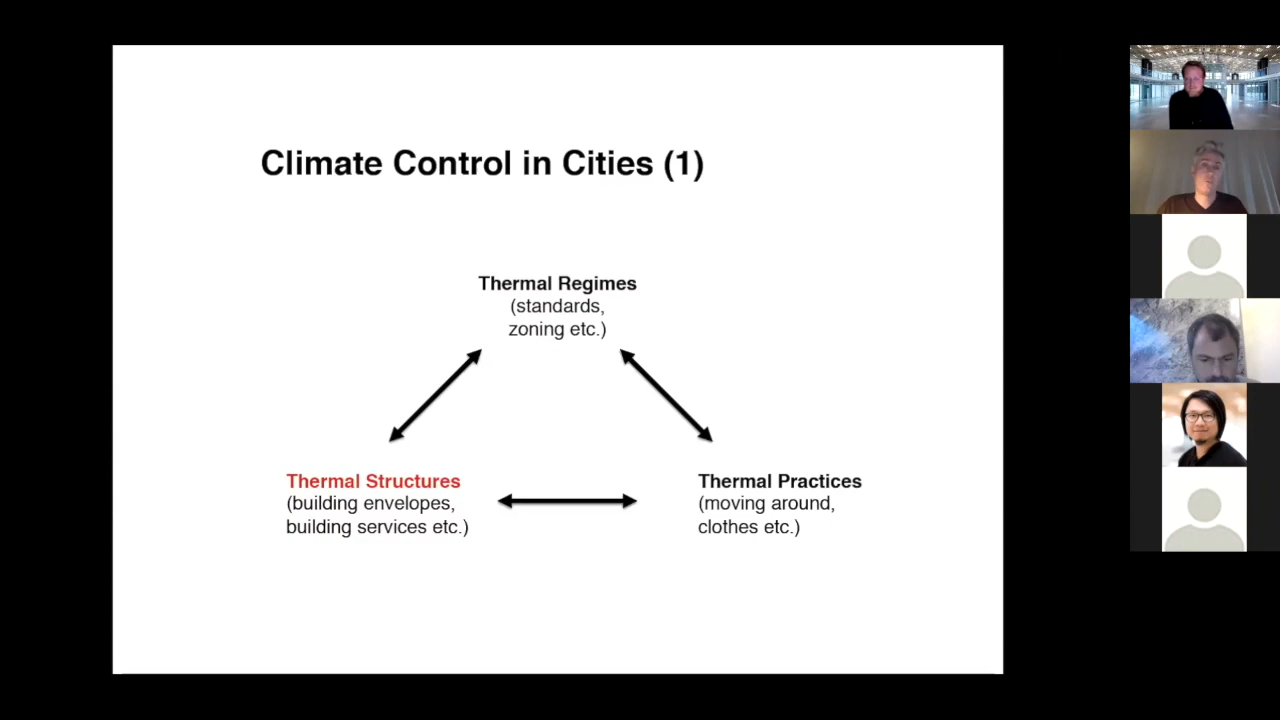 Climate Control in Cities (1)
Thermal Regimes
(standards,
zoning etc.)
Thermal Structures
(building envelopes,
building services etc.)
Thermal Practices
(moving around,
clothes etc.)